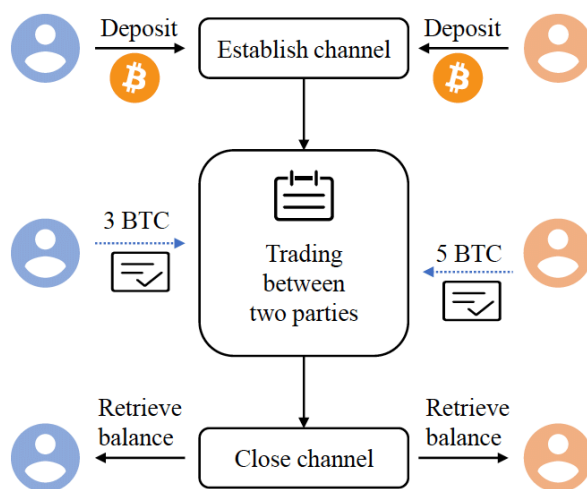 Deposit
Establish channel
Deposit
3 BTC
Trading
between
two parties
5 BTC
Retrieve
balance
Close channel
Retrieve
balance